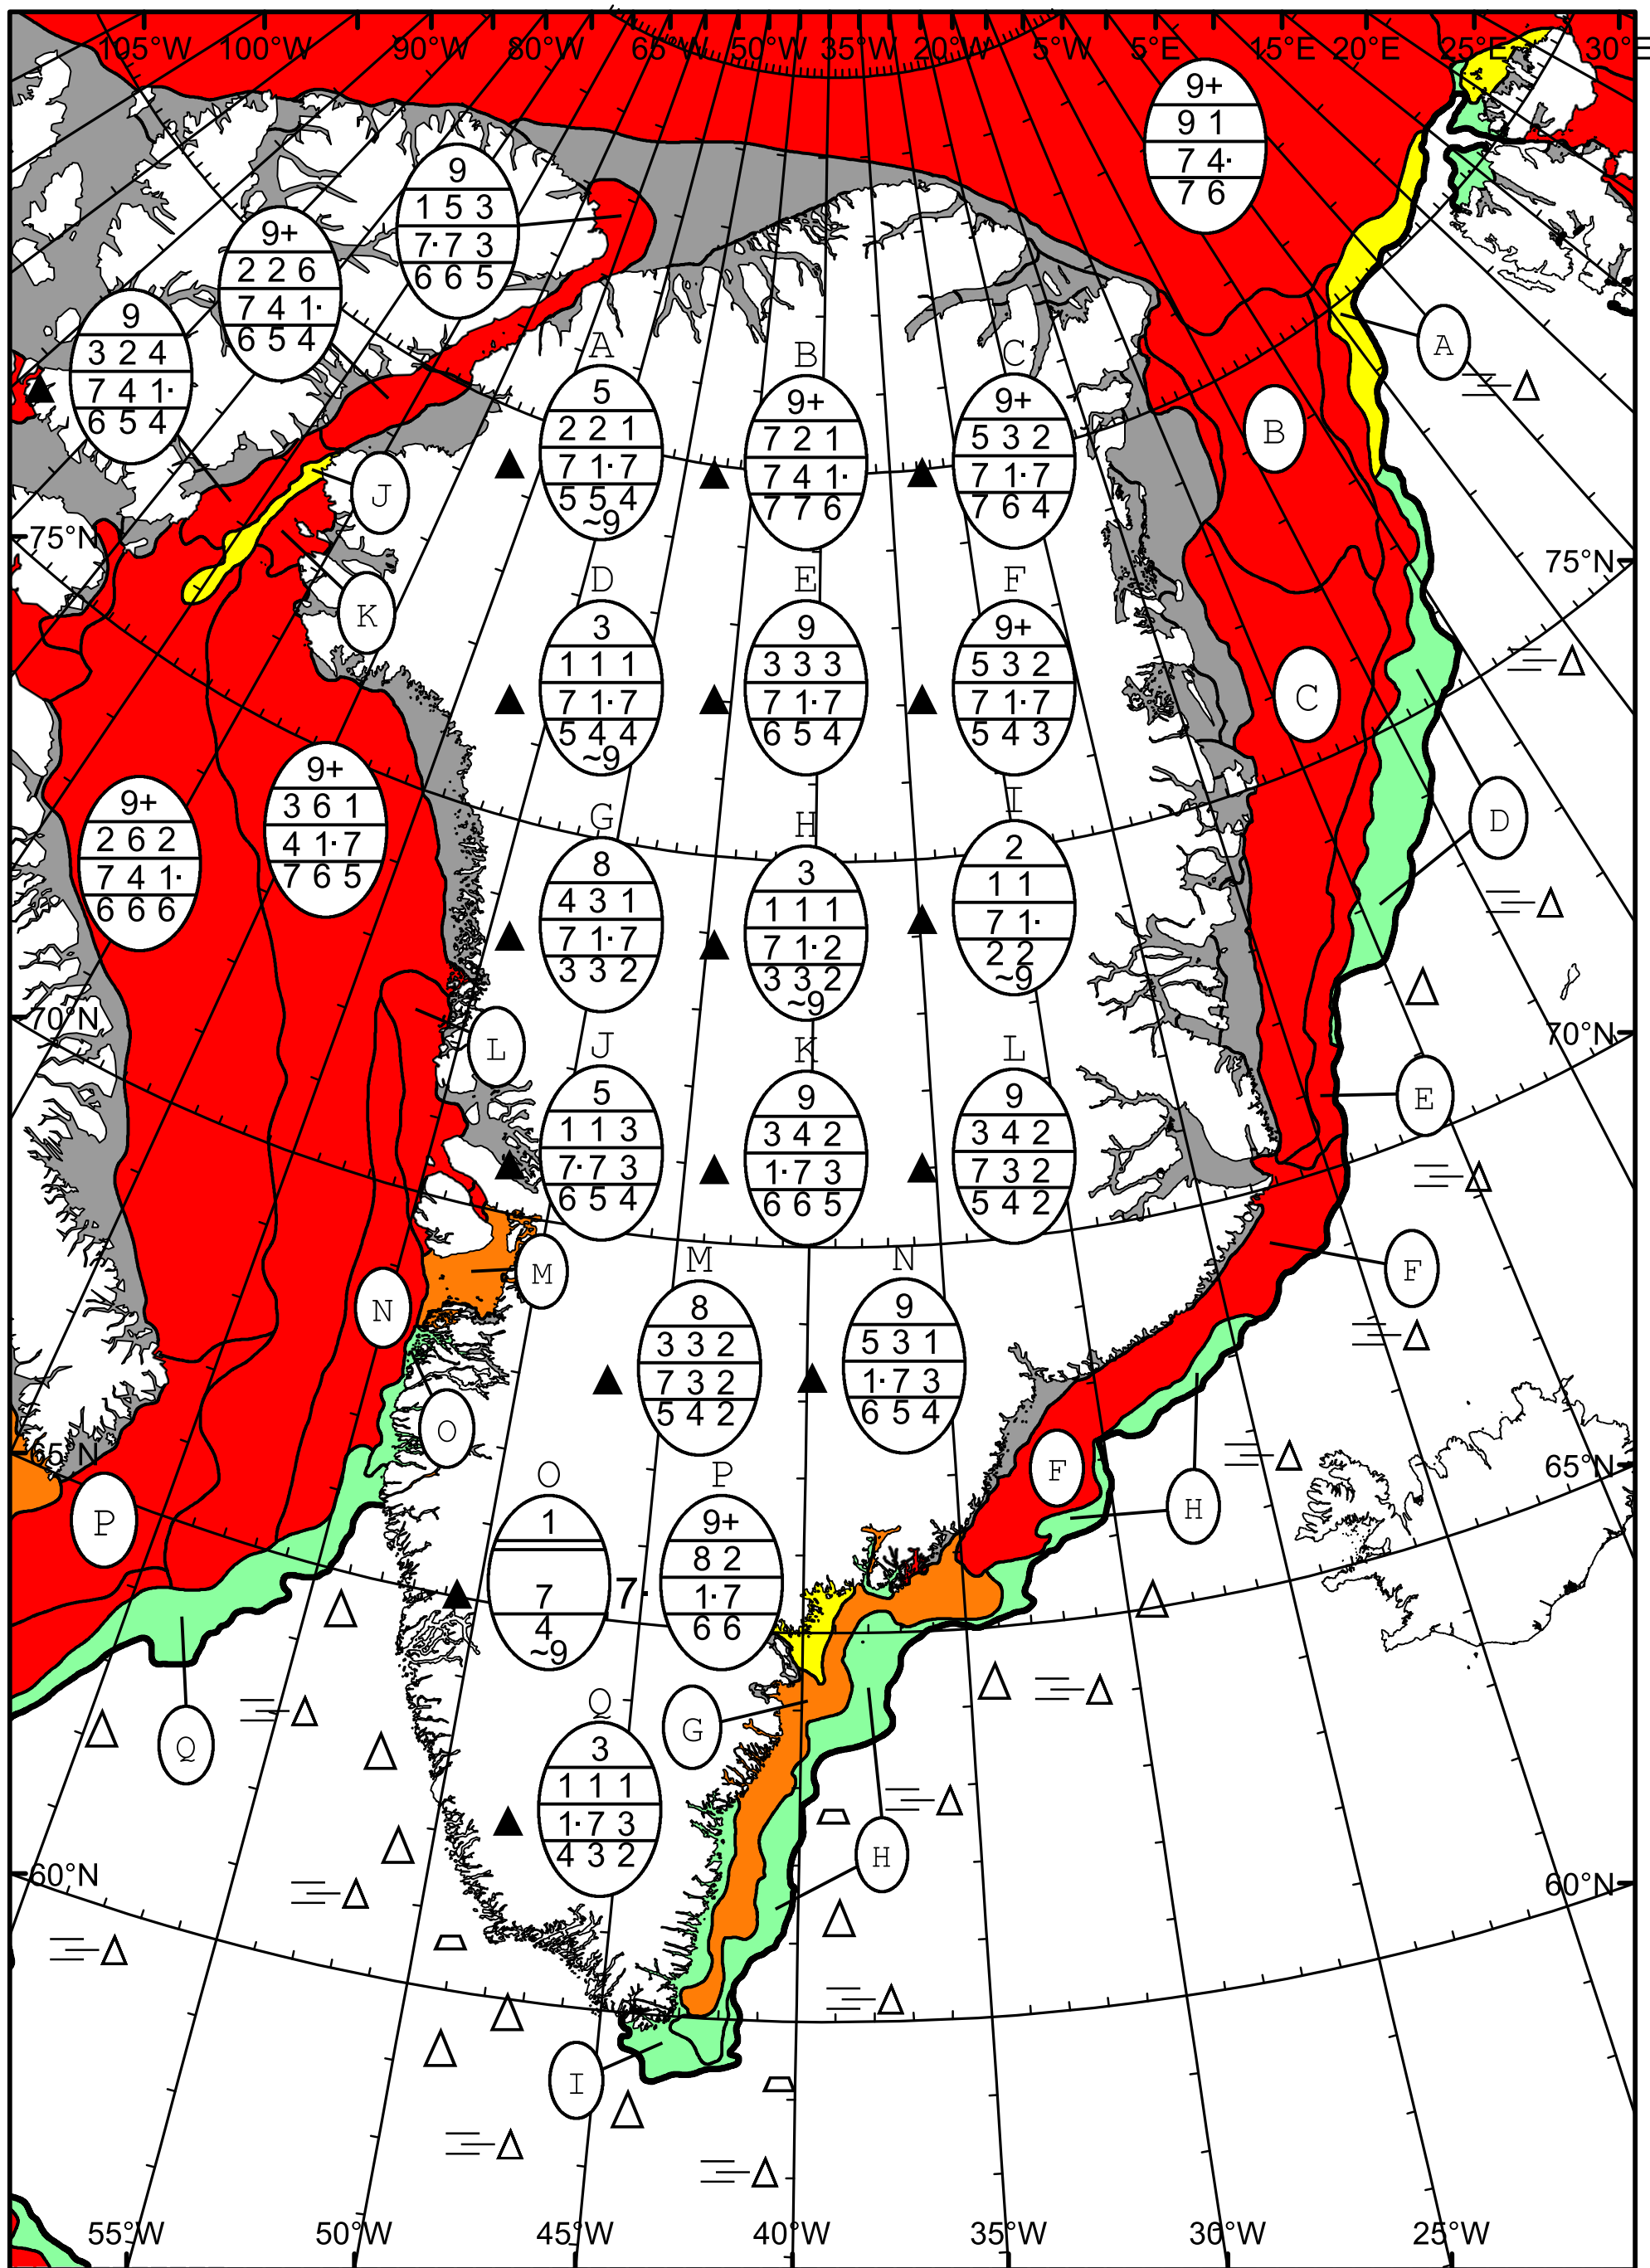 105°W 100°W 90°W 80°W 65°W 50°W 35°W 20°W 5°W 5°E 15°E 20°E 25°E 30°E
9+
9 1
7 4·
7 6
9
1 5 3
7· 7 3
6 6 5
9+
2 2 6
7 4 1·
6 5 4
9
3 2 4
7 4 1·
6 5 4
A
5
2 2 1
7 1· 7
5 5 4
~9
B
9+
7 2 1
7 4 1·
7 7 6
C
9+
5 3 2
7 1· 7
7 6 4
A
B
J
75°N
75°N
K
D
3
1 1 1
7 1· 7
5 4 4
~9
E
9
3 3 3
7 1· 7
6 5 4
F
9+
5 3 2
7 1· 7
5 4 3
C
9+
2 6 2
7 4 1·
6 6 6
9+
3 6 1
4 1· 7
7 6 5
G
8
4 3 1
7 1· 7
3 3 2
H
3
1 1 1
7 1· 2
3 3 2
~9
I
2
1 1
7 1·
2 2
~9
D
70°N
70°N
L
J
5
1 1 3
7· 7 3
6 5 4
K
9
3 4 2
1· 7 3
6 6 5
L
9
3 4 2
7 3 2
5 4 2
E
M
F
N
M
8
3 3 2
7 3 2
5 4 2
N
9
5 3 1
1· 7 3
6 5 4
O
65°N
65°N
F
P
H
O
1
7
4
~9
7·
P
9+
8 2
1· 7
6 6
Q
G
Q
3
1 1 1
1· 7 3
4 3 2
H
60°N
60°N
I
55°W 50°W 45°W 40°W 35°W 30°W 25°W